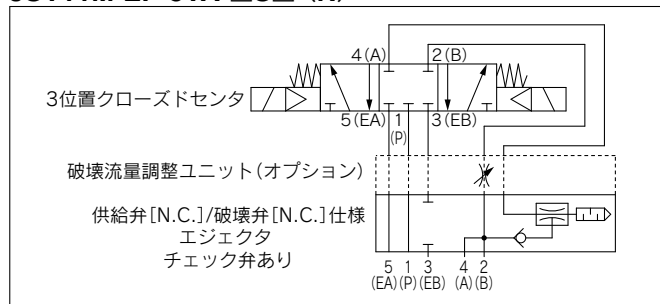 4(A) 2(B)
3位置クローズドセンタ
5(EA) 1 3(EB)
(P)
破壊流量調整ユニット(オプション)
供給弁[N.C.]/破壊弁[N.C.]仕様
エジェクタ
チェック弁あり
5 1 3 4 2
(EA)(P)(EB) (A)(B)